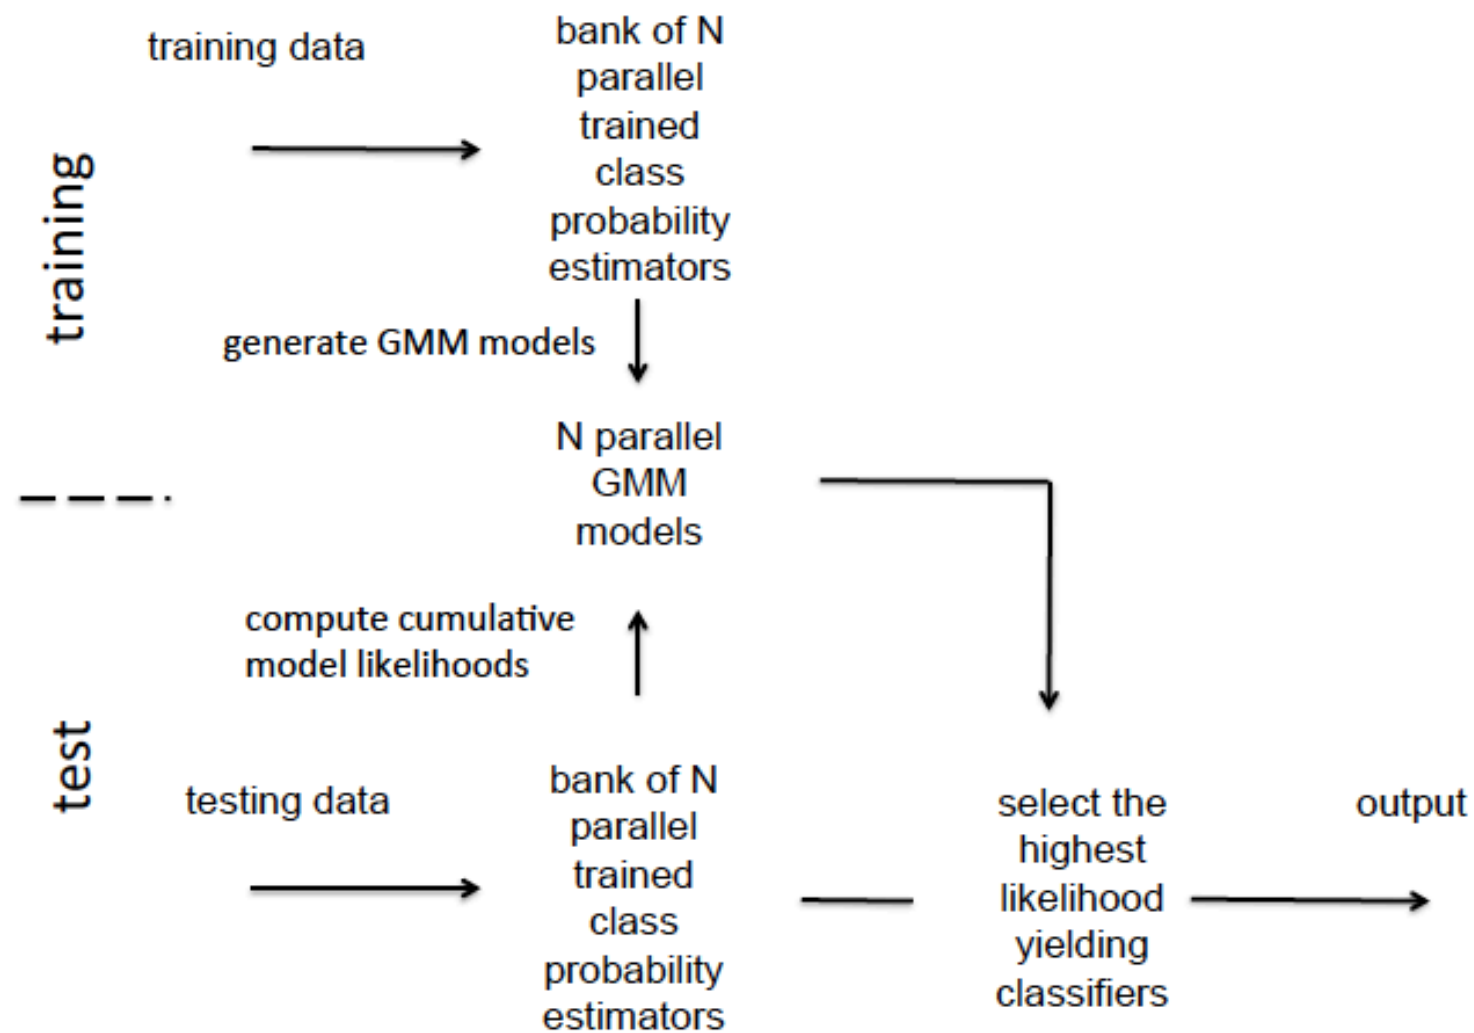 training data
bank of N
parallel
trained
class
probability
estimators
training
generate GMM models
N parallel
GMM
models
compute cumulative
model likelihoods
test
testing data
bank of N
parallel
trained
class
probability
estimators
select the
highest
likelihood
yielding
classifiers
output